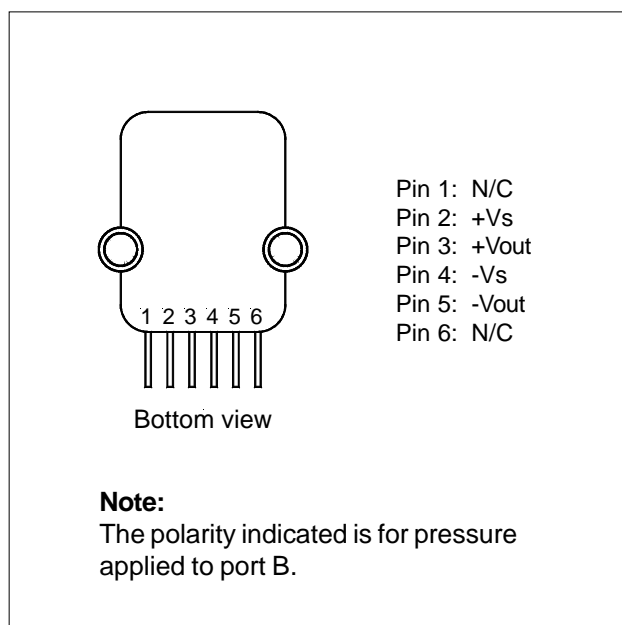 Pin 1: N/C
Pin 2: +Vs
Pin 3: +Vout
Pin 4: -Vs
Pin 5: -Vout
Pin 6: N/C
1 2 3 4 5 6
Bottom view
Note:
The polarity indicated is for pressure
applied to port B.